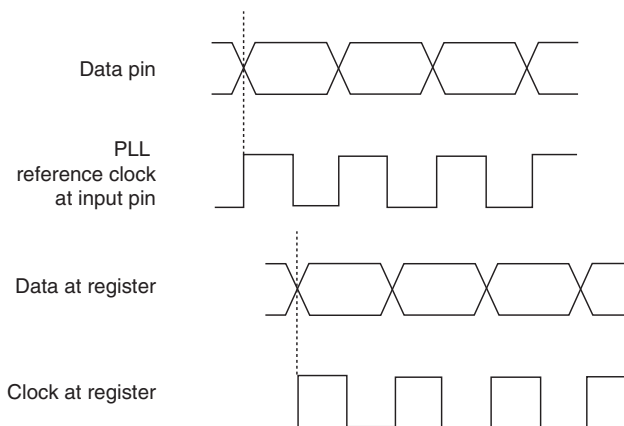 Data pin
PLL
reference clock
at input pin
Data at register
Clock at register